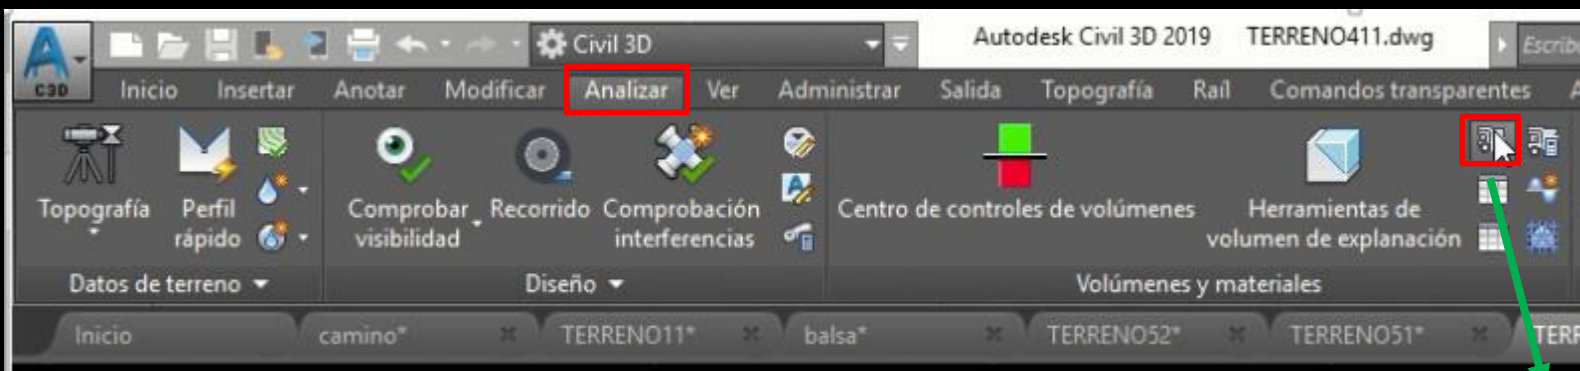 Civil 3D
Autodesk Civil 3D 2019 TERRENO411.dwg
C3D
Inicio Insertar Anotar Modificar Analizar Ver Administrar Salida Topografía Raíl Comandos transparentes
Topografía
Perfil rápido
Comprobar visibilidad
Recorrido
Comprobación interferencias
Centro de controles de volúmenes
Herramientas de volumen de explanación
Datos de terreno
Diseño
Volúmenes y materiales
Inicio camino* TERRENO11* balsa* TERRENO52* TERRENO51*